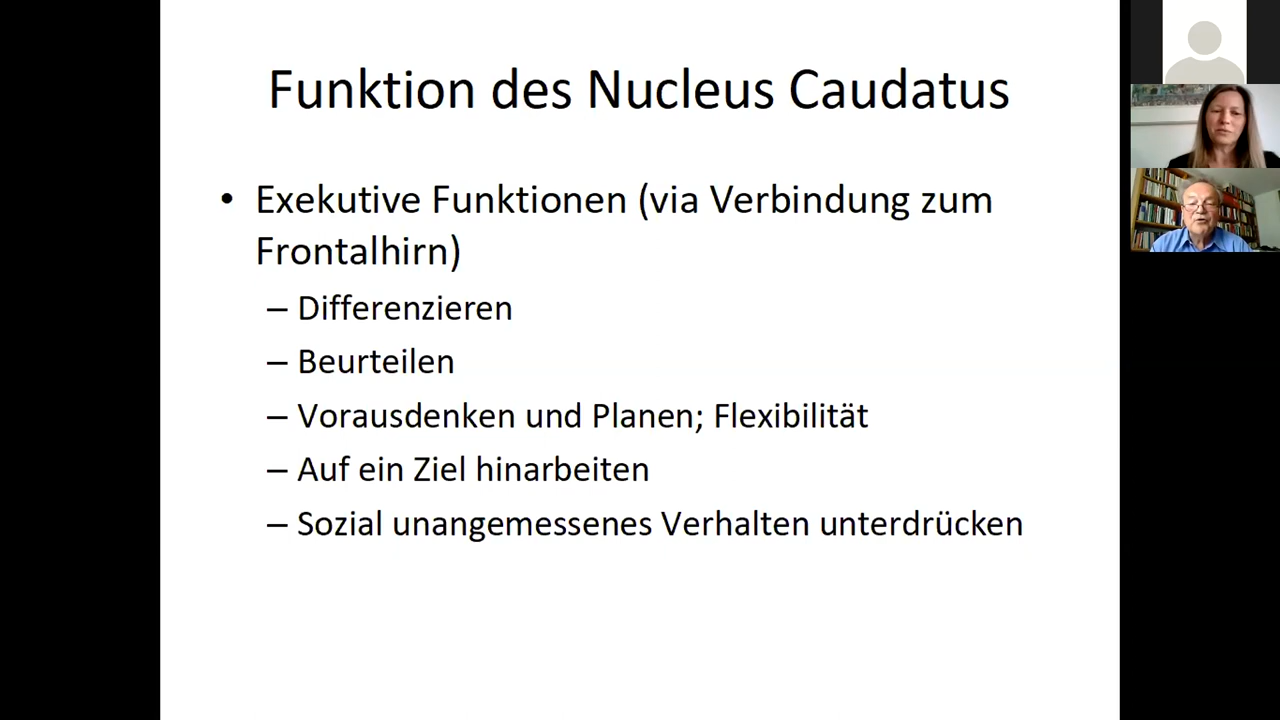 Funktion des Nucleus Caudatus
• Exekutive Funktionen (via Verbindung zum
Frontalhirn)
– Differenzieren
– Beurteilen
– Vorausdenken und Planen; Flexibilität
– Auf ein Ziel hinarbeiten
– Sozial unangemessenes Verhalten unterdrücken